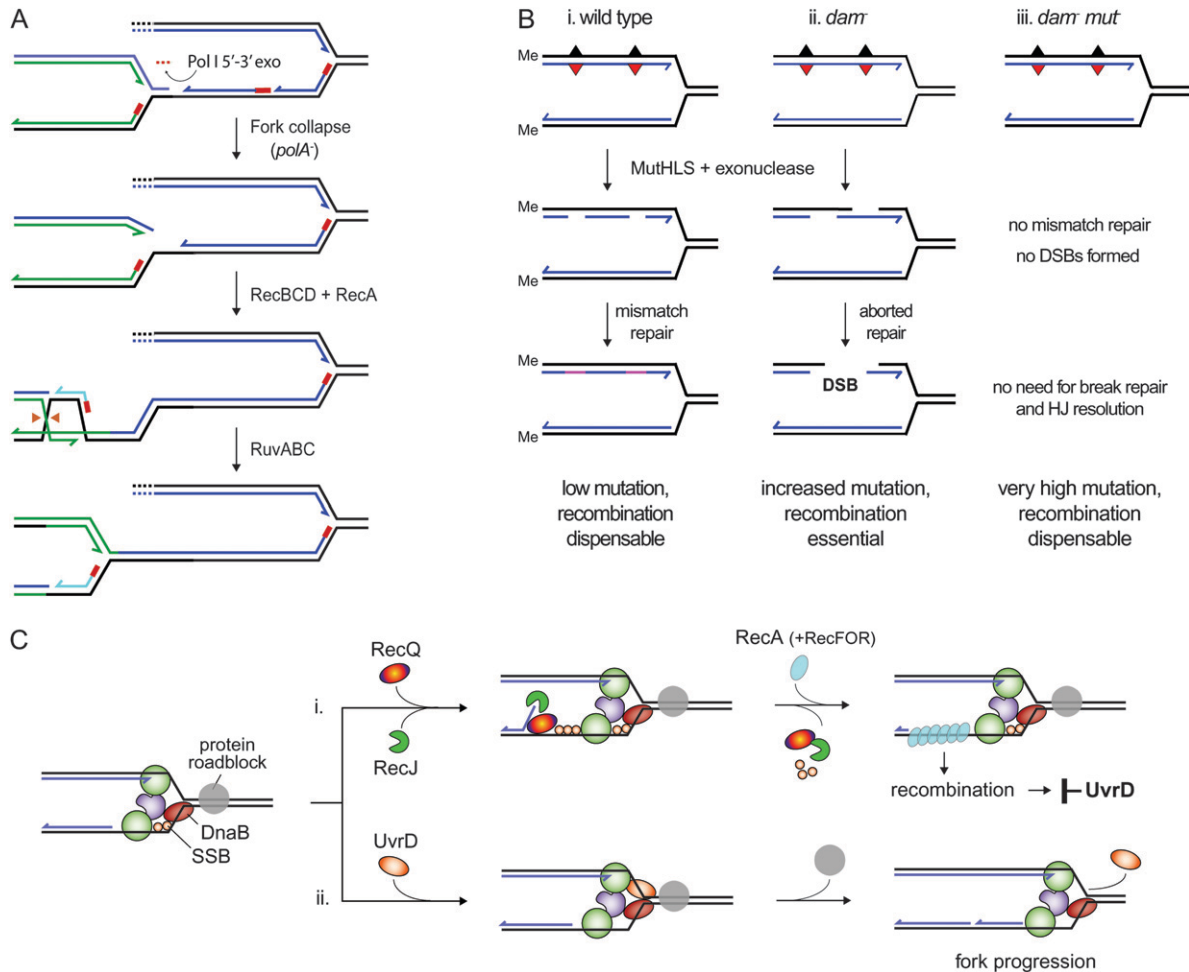 A
Pol I 5'-3' exo
Fork collapse
(polA-)
RecBCD + RecA
RuvABC
B
i. wild type
ii. dam-
iii. dam- mut-
Me
Me
MutHLS + exonuclease
Me
Me
no mismatch repair
no DSBs formed
mismatch
repair
aborted
repair
Me
DSB
Me
no need for break repair
and HJ resolution
low mutation,
recombination
dispensable
increased mutation,
recombination
essential
very high mutation,
recombination
dispensable
C
protein
roadblock
DnaB
SSB
i.
RecQ
RecJ
RecA (+RecFOR)
recombination
UvrD
ii.
UvrD
fork progression